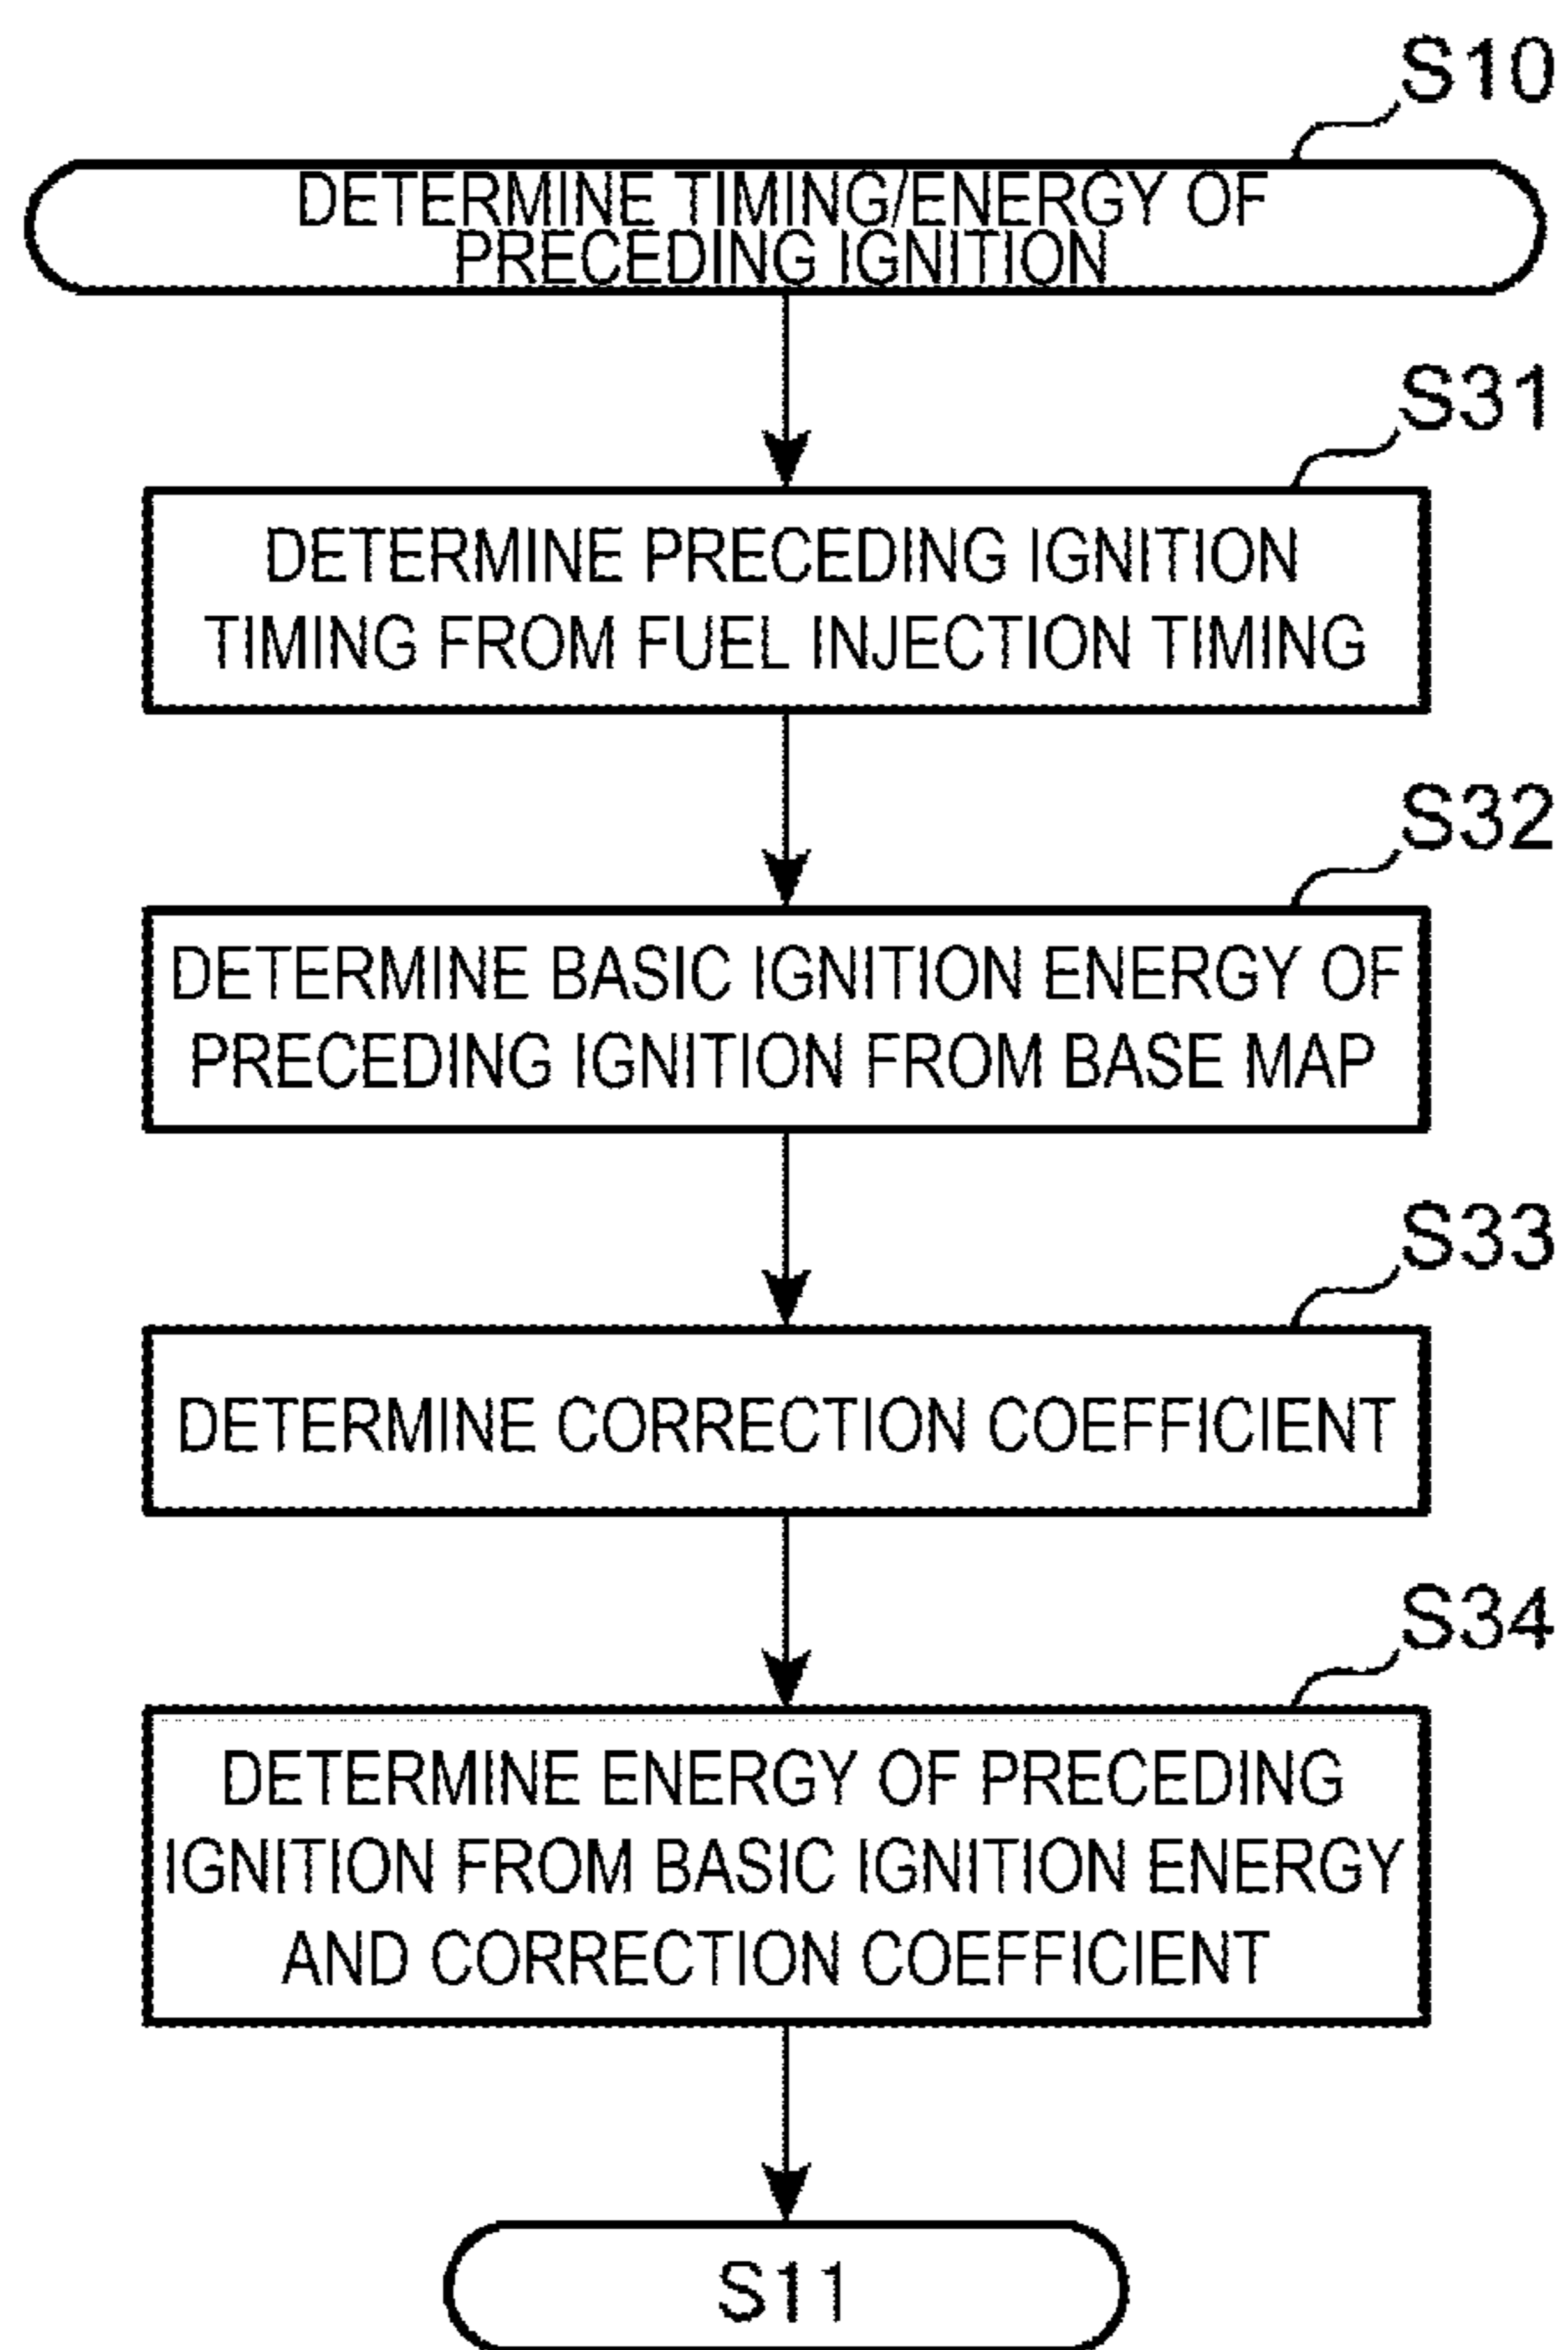 S10
DETERMINE TIMING/ENERGY OF
PRECEDING IGNITION
S31
DETERMINE PRECEDING IGNITION
TIMING FROM FUEL INJECTION TIMING
S32
DETERMINE BASIC IGNITION ENERGY OF
PRECEDING IGNITION FROM BASE MAP
S33
DETERMINE CORRECTION COEFFICIENT
S34
DETERMINE ENERGY OF PRECEDING
IGNITION FROM BASIC IGNITION ENERGY
AND CORRECTION COEFFICIENT
S11